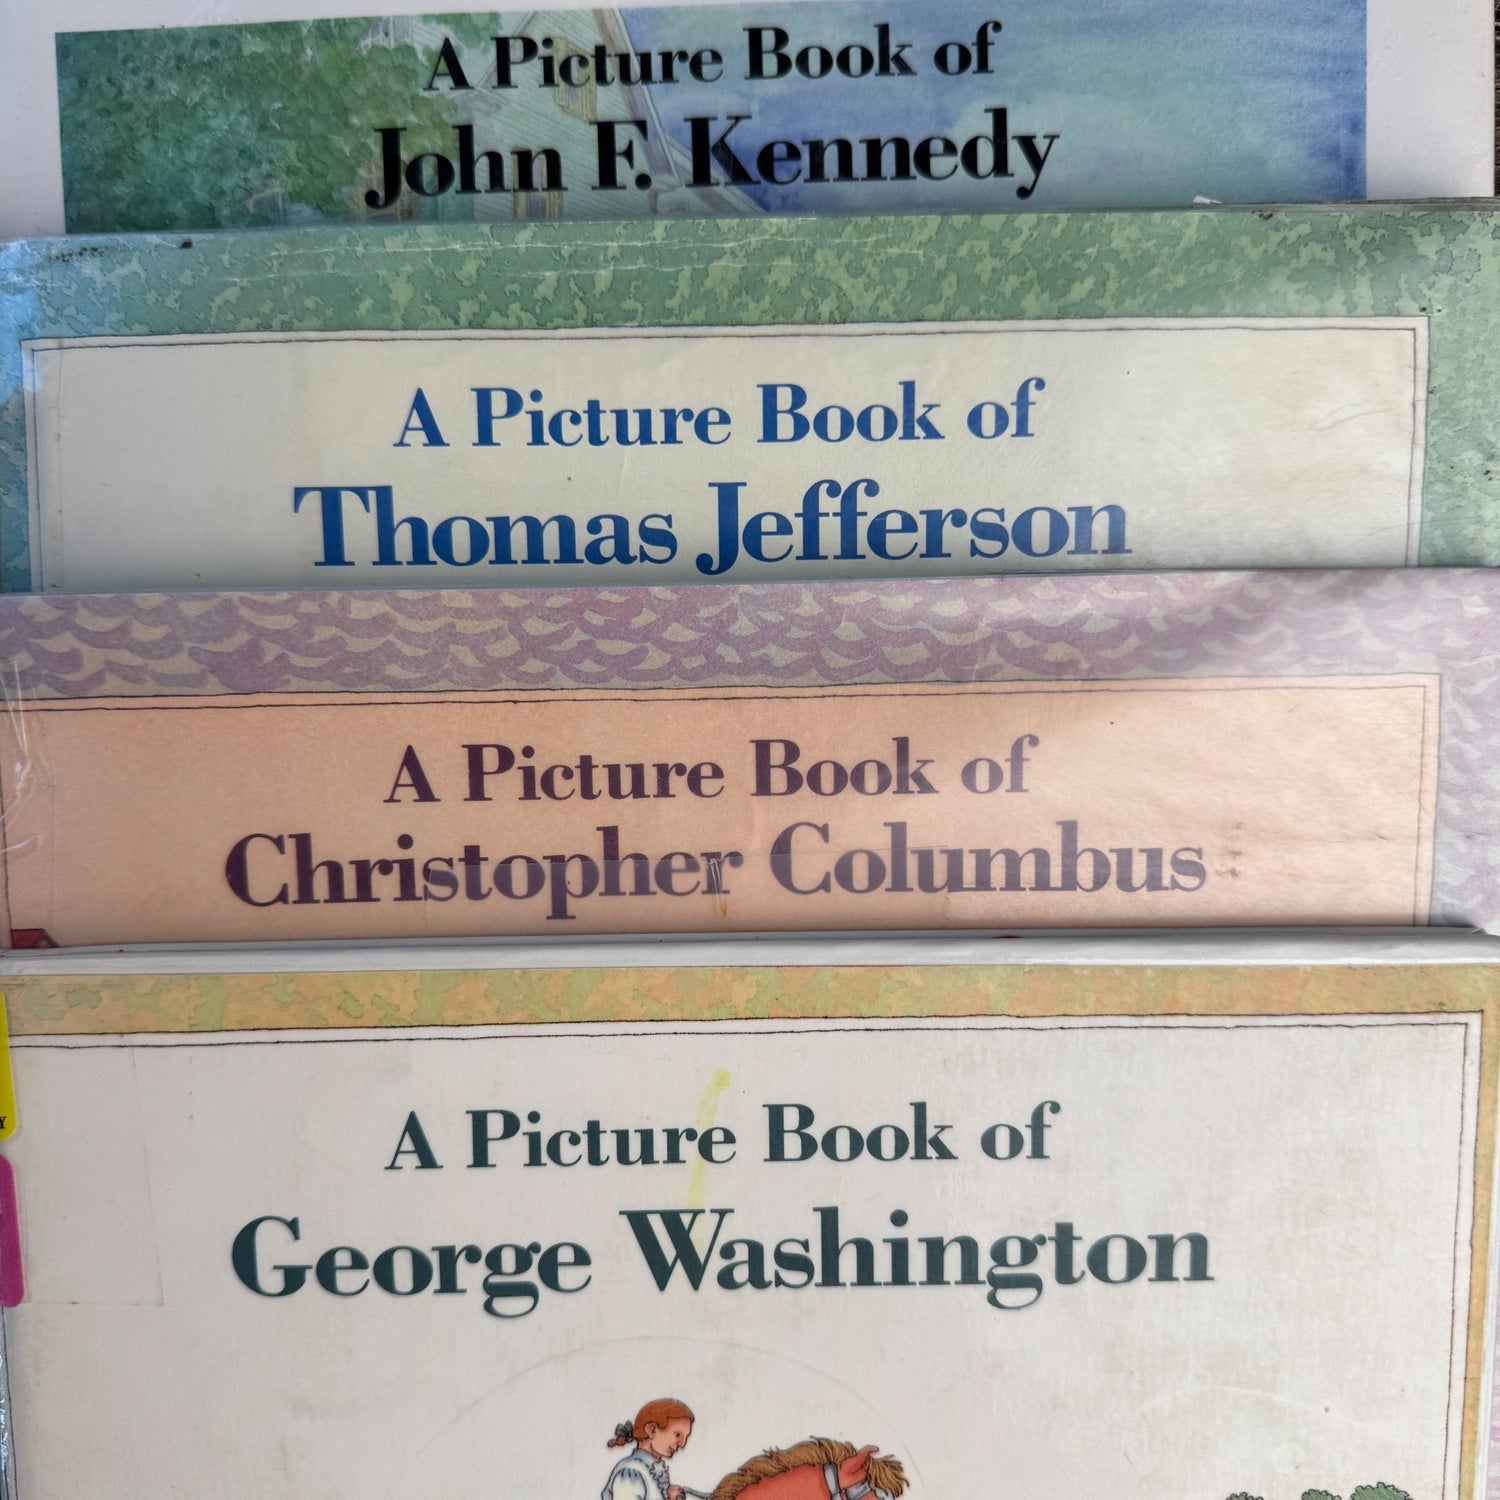 A Picture Book of
John F. Kennedy
A Picture Book of
Thomas Jefferson
A Picture Book of
Christopher Columbus
A Picture Book of
George Washington
Y